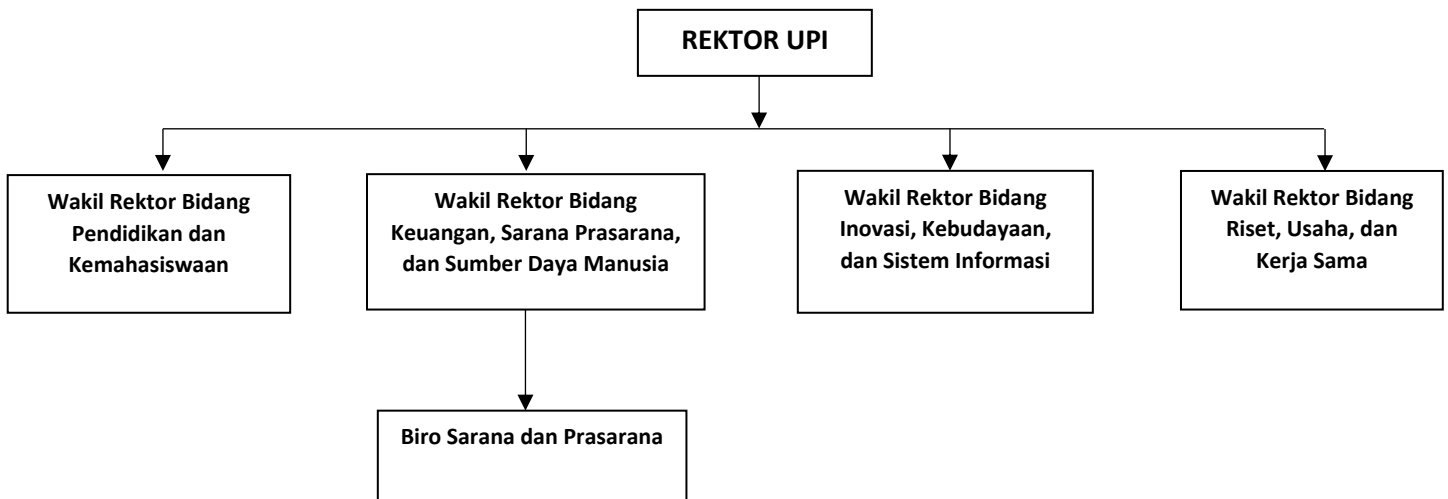 REKTOR UPI
Wakil Rektor Bidang
Pendidikan dan
Kemahasiswaan
Wakil Rektor Bidang
Keuangan, Sarana Prasarana,
dan Sumber Daya Manusia
Wakil Rektor Bidang
Inovasi, Kebudayaan,
dan Sistem Informasi
Wakil Rektor Bidang
Riset, Usaha, dan
Kerja Sama
Biro Sarana dan Prasarana